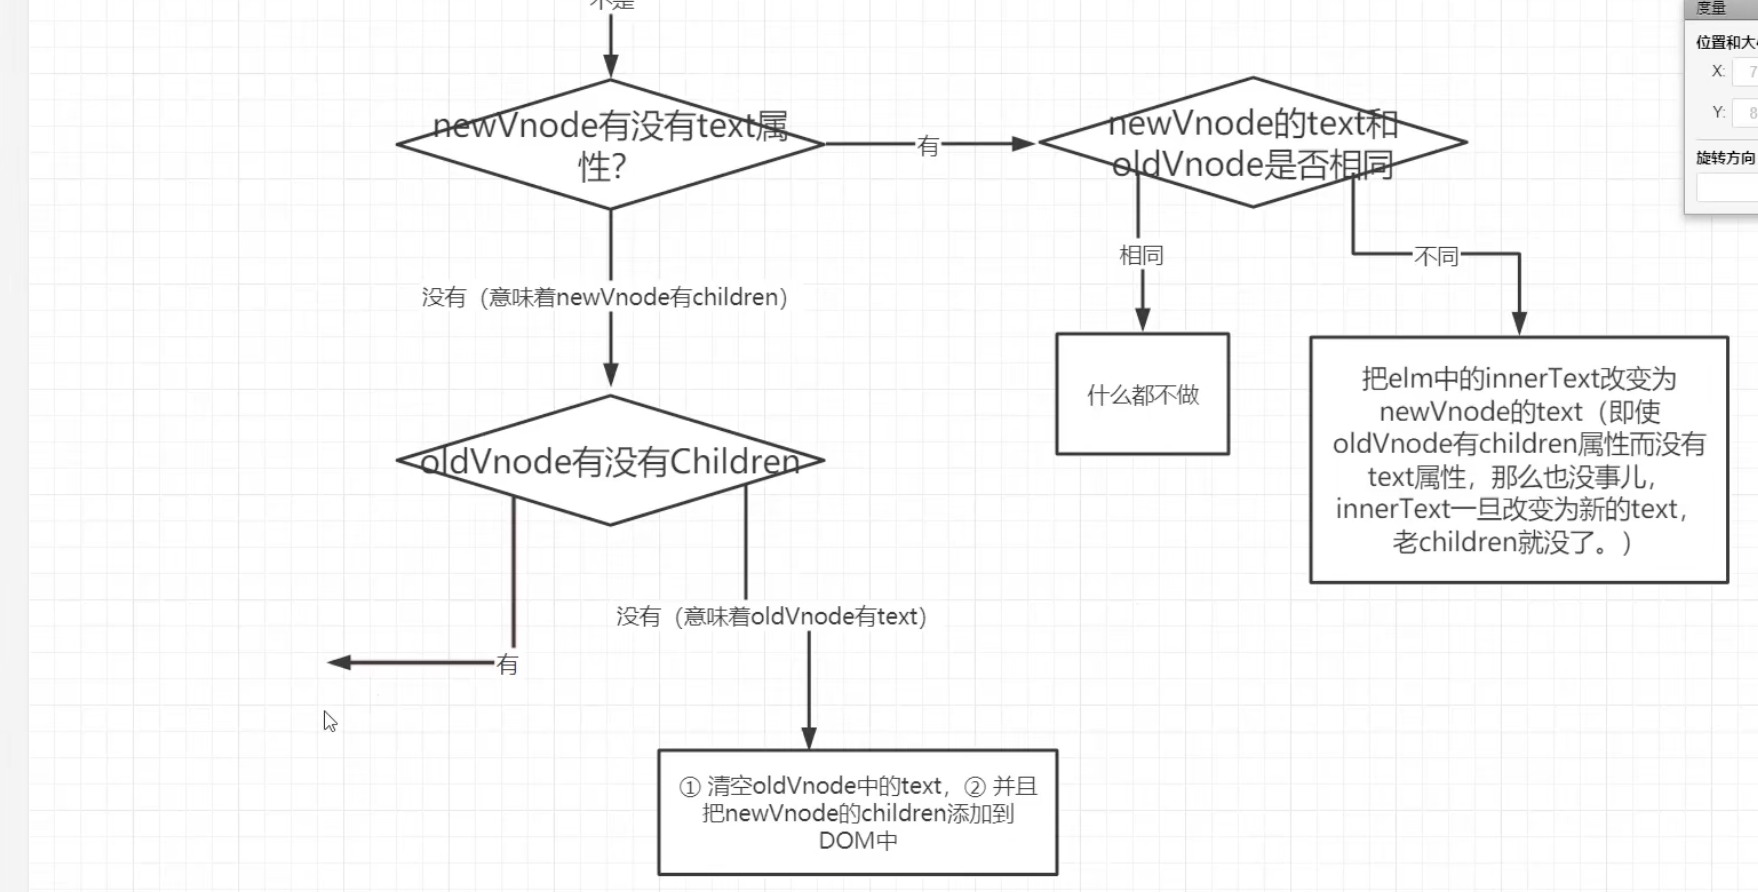 不是
newVnode有没有text属
性？
有
newVnode的text和
oldVnode是否相同
相同
不同
没有（意味着newVnode有children）
什么都不做
把elm中的innerText改变为
newVnode的text（即使
oldVnode有children属性而没有
text属性，那么也没事儿，
innerText一旦改变为新的text，
老children就没了。）
oldVnode有没有Children
没有（意味着oldVnode有text）
有
① 清空oldVnode中的text，② 并且
把newVnode的children添加到
DOM中
度量
位置和大
X: 7
Y: 8
旋转方向